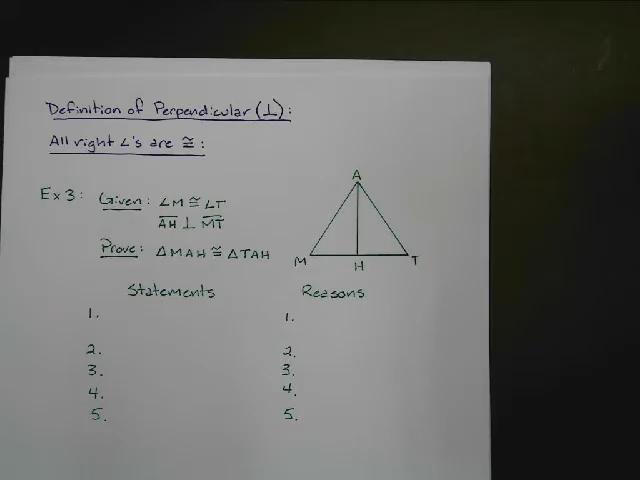 Definition of Perpendicular (⊥):
All right ∠'s are ≅:
Ex 3: Given: ∠M ≅ ∠T
AH ⊥ MT
Prove: △MAH ≅ △TAH
A
M H T
Statements Reasons
1. 1.
2. 2.
3. 3.
4. 4.
5. 5.